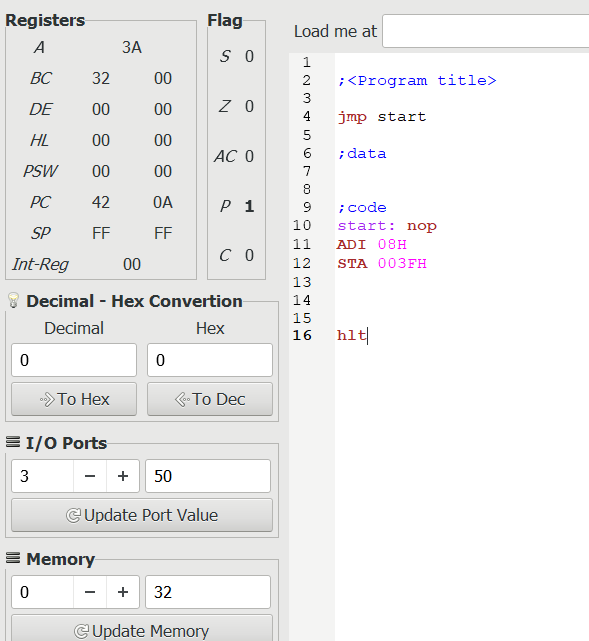 Registers
A 3A
BC 32 00
DE 00 00
HL 00 00
PSW 00 00
PC 42 0A
SP FF FF
Int-Reg 00
Flag
S 0
Z 0
AC 0
P 1
C 0
Decimal - Hex Convertion
Decimal Hex
0 0
To Hex To Dec
I/O Ports
3 − + 50
Update Port Value
Memory
0 − + 32
Update Memory
Load me at
1
2 ;<Program title>
3
4 jmp start
5
6 ;data
7
8
9 ;code
10 start: nop
11 ADI 08H
12 STA 003FH
13
14
15
16 hlt